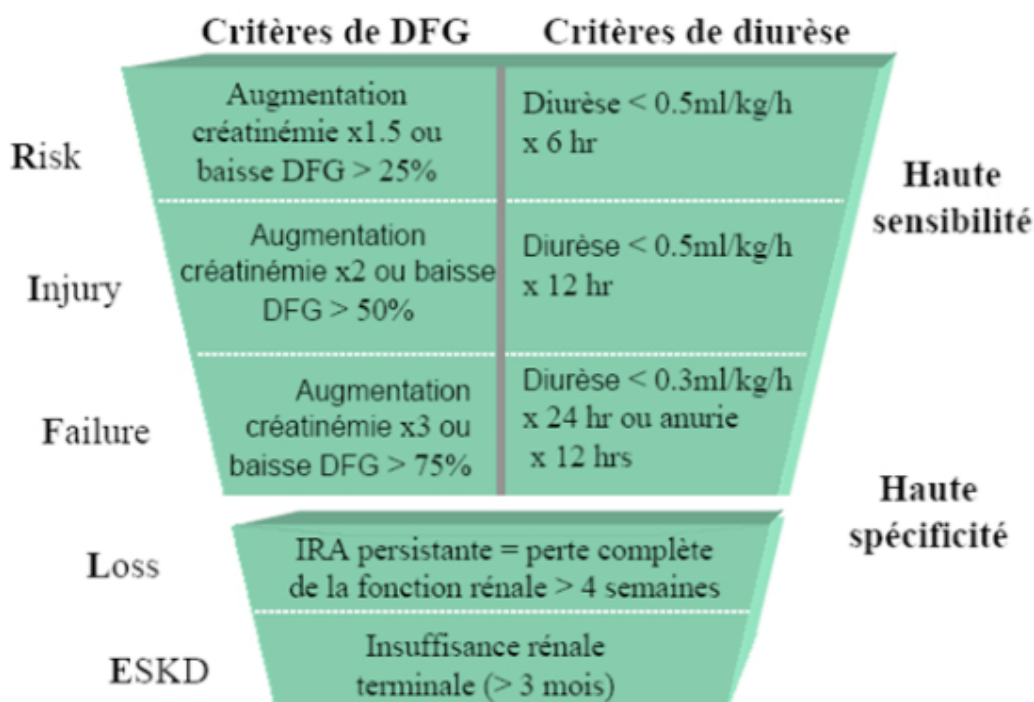 Critères de DFG
Critères de diurèse
Risk
Augmentation
créatinémie x1.5 ou
baisse DFG > 25%
Diurèse < 0.5ml/kg/h
x 6 hr
Haute
sensibilité
Injury
Augmentation
créatinémie x2 ou baisse
DFG > 50%
Diurèse < 0.5ml/kg/h
x 12 hr
Failure
Augmentation
créatinémie x3 ou
baisse DFG > 75%
Diurèse < 0.3ml/kg/h
x 24 hr ou anurie
x 12 hrs
Haute
spécificité
Loss
IRA persistante = perte complète
de la fonction rénale > 4 semaines
ESKD
Insuffisance rénale
terminale (> 3 mois)